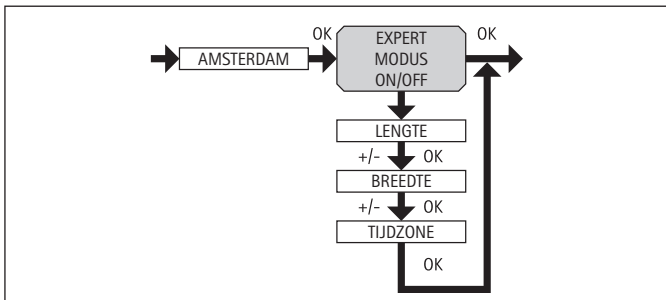 OK
EXPERT
MODUS
ON/OFF
OK
AMSTERDAM
LENGTE
+/- OK
BREEDTE
+/- OK
TIJDZONE
OK